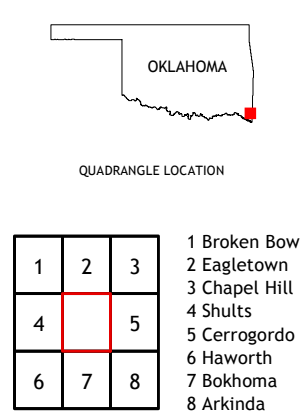 OKLAHOMA
QUADRANGLE LOCATION
1 2 3
4 5
6 7 8
1 Broken Bow
2 Eagletown
3 Chapel Hill
4 Shults
5 Cerrogordo
6 Haworth
7 Bokhoma
8 Arkinda